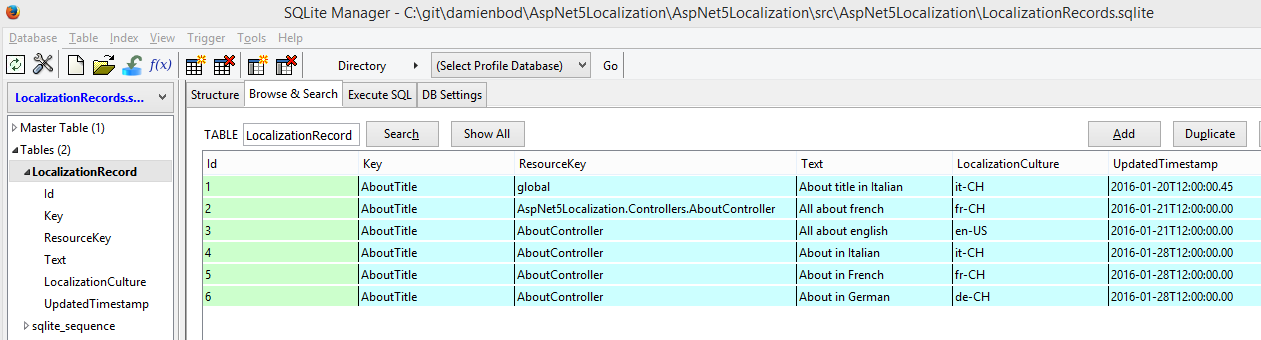 SQLite Manager - C:\git\damienbod\AspNet5Localization\AspNet5Localization\src\AspNet5Localization\LocalizationRecords.sqlite
Database Table Index View Trigger Tools Help
f(x) Directory (Select Profile Database) Go
LocalizationRecords.s... Structure Browse & Search Execute SQL DB Settings
Master Table (1)
Tables (2)
LocalizationRecord
Id
Key
ResourceKey
Text
LocalizationCulture
UpdatedTimestamp
sqlite_sequence
TABLE LocalizationRecord Search Show All Add Duplicate
Id Key ResourceKey Text LocalizationCulture UpdatedTimestamp
1 AboutTitle global About title in Italian it-CH 2016-01-20T12:00:00.45
2 AboutTitle AspNet5Localization.Controllers.AboutController All about french fr-CH 2016-01-21T12:00:00.00
3 AboutTitle AboutController All about english en-US 2016-01-21T12:00:00.00
4 AboutTitle AboutController About in Italian it-CH 2016-01-28T12:00:00.00
5 AboutTitle AboutController About in French fr-CH 2016-01-28T12:00:00.00
6 AboutTitle AboutController About in German de-CH 2016-01-28T12:00:00.00